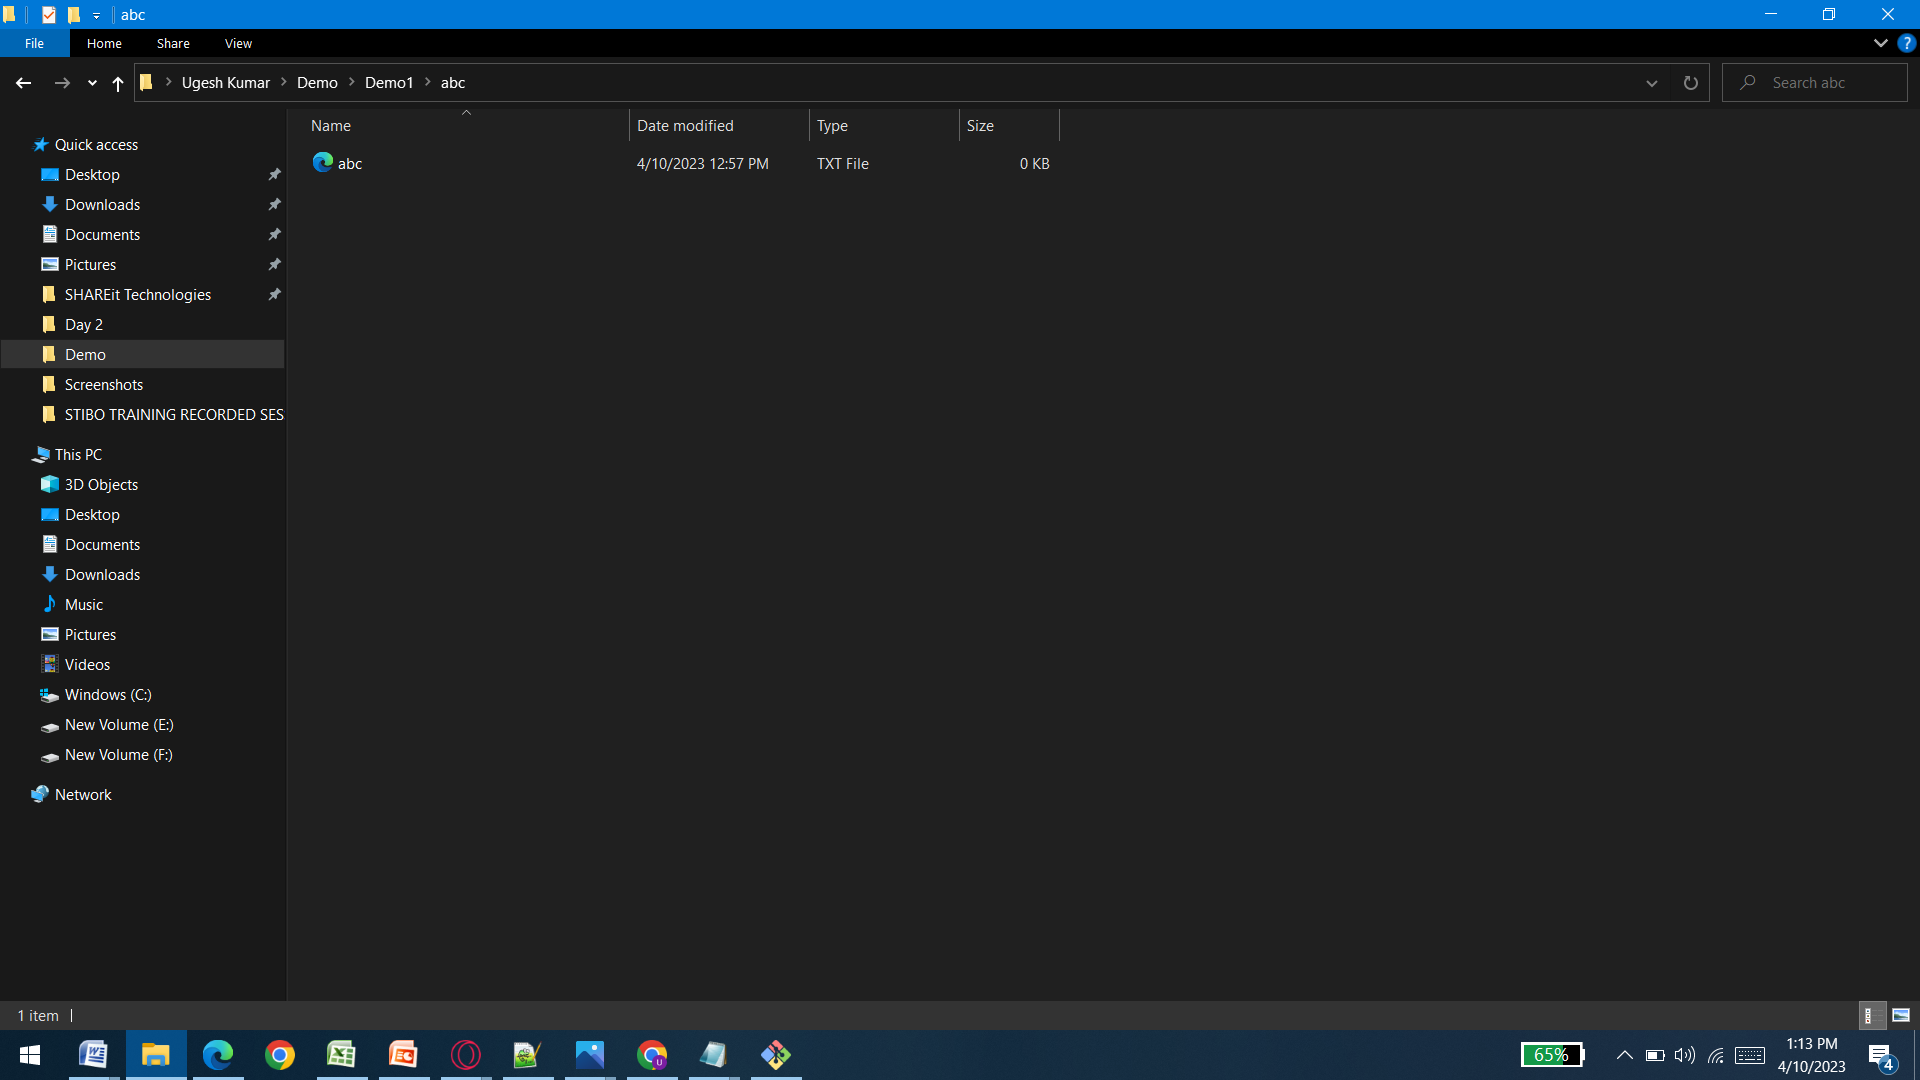 abc
File Home Share View
Ugesh Kumar Demo Demo1 abc
Search abc
Name Date modified Type Size
abc 4/10/2023 12:57 PM TXT File 0 KB
Quick access
Desktop
Downloads
Documents
Pictures
SHAREit Technologies
Day 2
Demo
Screenshots
STIBO TRAINING RECORDED SES
This PC
3D Objects
Desktop
Documents
Downloads
Music
Pictures
Videos
Windows (C:)
New Volume (E:)
New Volume (F:)
Network
1 item
65%
1:13 PM
4/10/2023
4